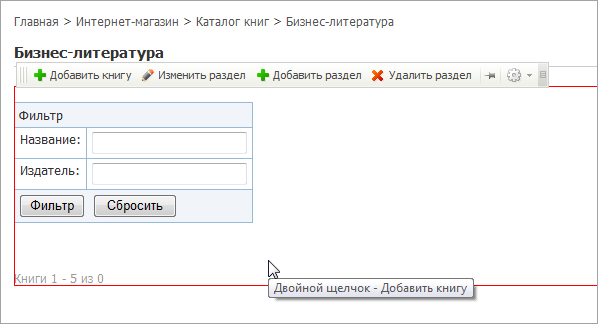 Главная > Интернет-магазин > Каталог книг > Бизнес-литература
Бизнес-литература
Добавить книгу Изменить раздел Добавить раздел Удалить раздел
Фильтр
Название:
Издатель:
Фильтр Сбросить
Книги 1 - 5 из 0
Двойной щелчок - Добавить книгу